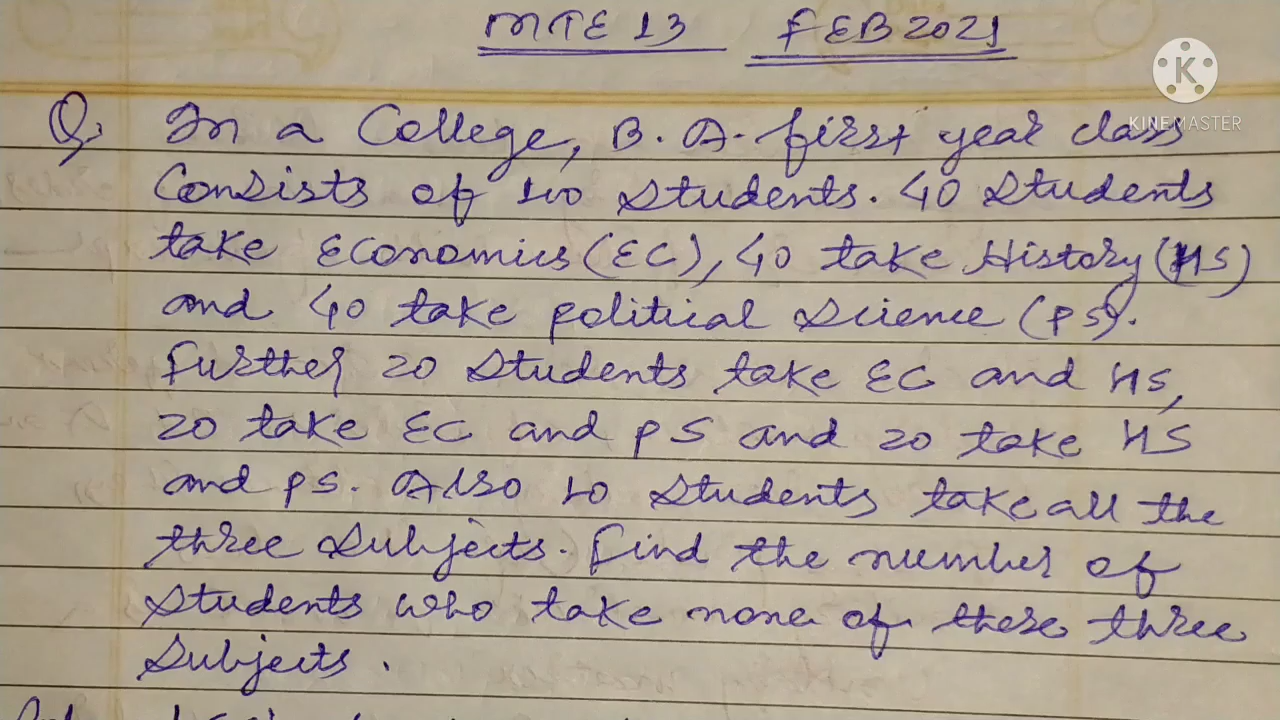 MTE 13 FEB 2021
K
KINEMASTER
Q. In a College, B.A. first year class
Consists of 100 Students. 40 Students
take Economics (EC), 40 take History (HS)
and 40 take political Science (PS).
Further 20 Students take EC and HS,
20 take EC and PS and 20 take HS
and PS. Also 10 Students take all the
three Subjects. Find the number of
Students who take none of these three
Subjects.